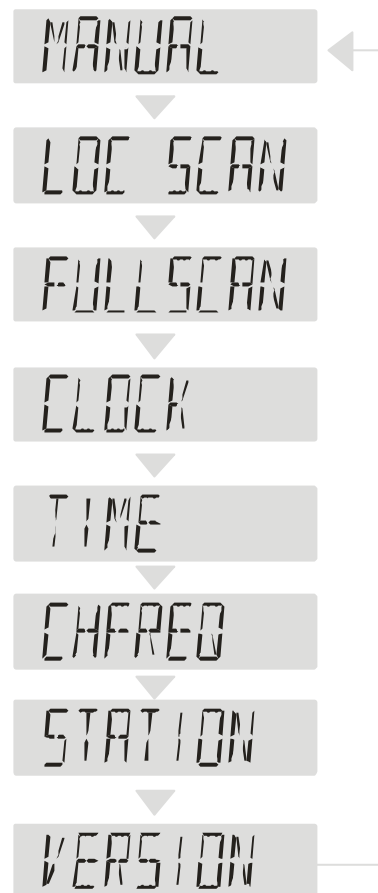 MANUAL
LOC SCAN
FULLSCAN
CLOCK
TIME
CHFREQ
STATION
VERSION